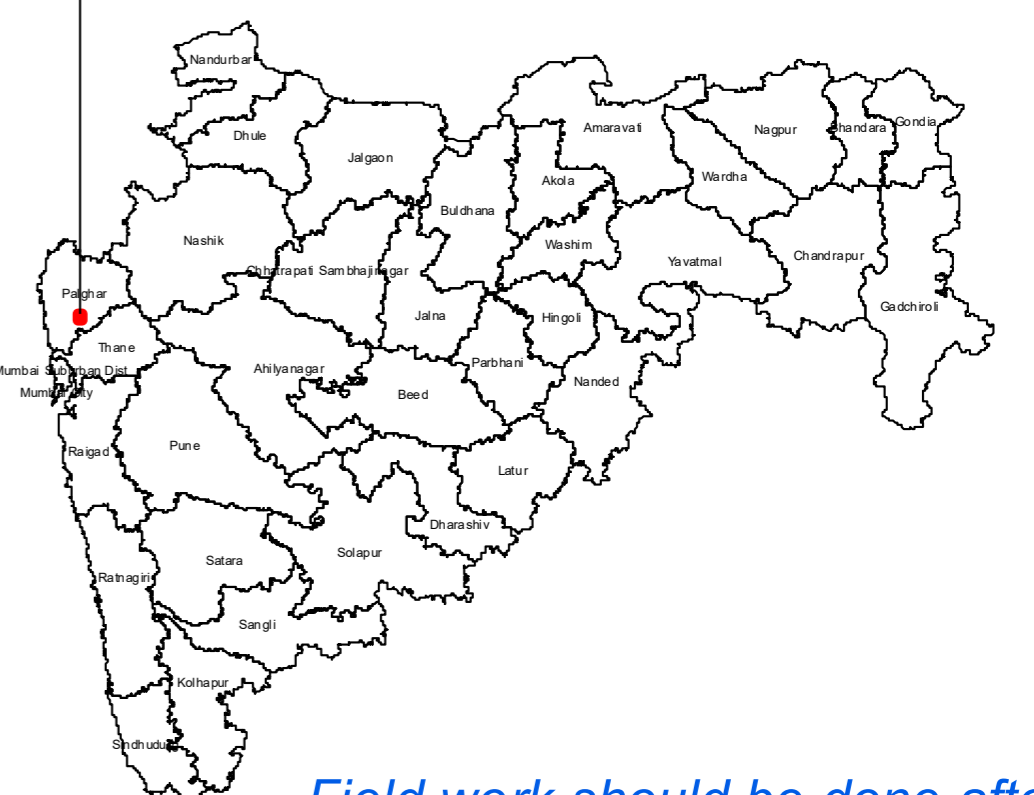 Nandurbar
Dhule
Jalgaon
Amaravati
Nagpur
Bhandara
Gondia
Akola
Wardha
Buldhana
Nashik
Washim
Chhatrapati Sambhajinagar
Yavatmal
Chandrapur
Palghar
Gadchiroli
Jalna
Hingoli
Thane
Parbhani
Mumbai Suburban Dist
Ahilyanagar
Nanded
Mumbai City
Beed
Raigad
Pune
Latur
Dharashiv
Solapur
Satara
Ratnagiri
Sangli
Kolhapur
Sindhudurg
Field work should be done afte